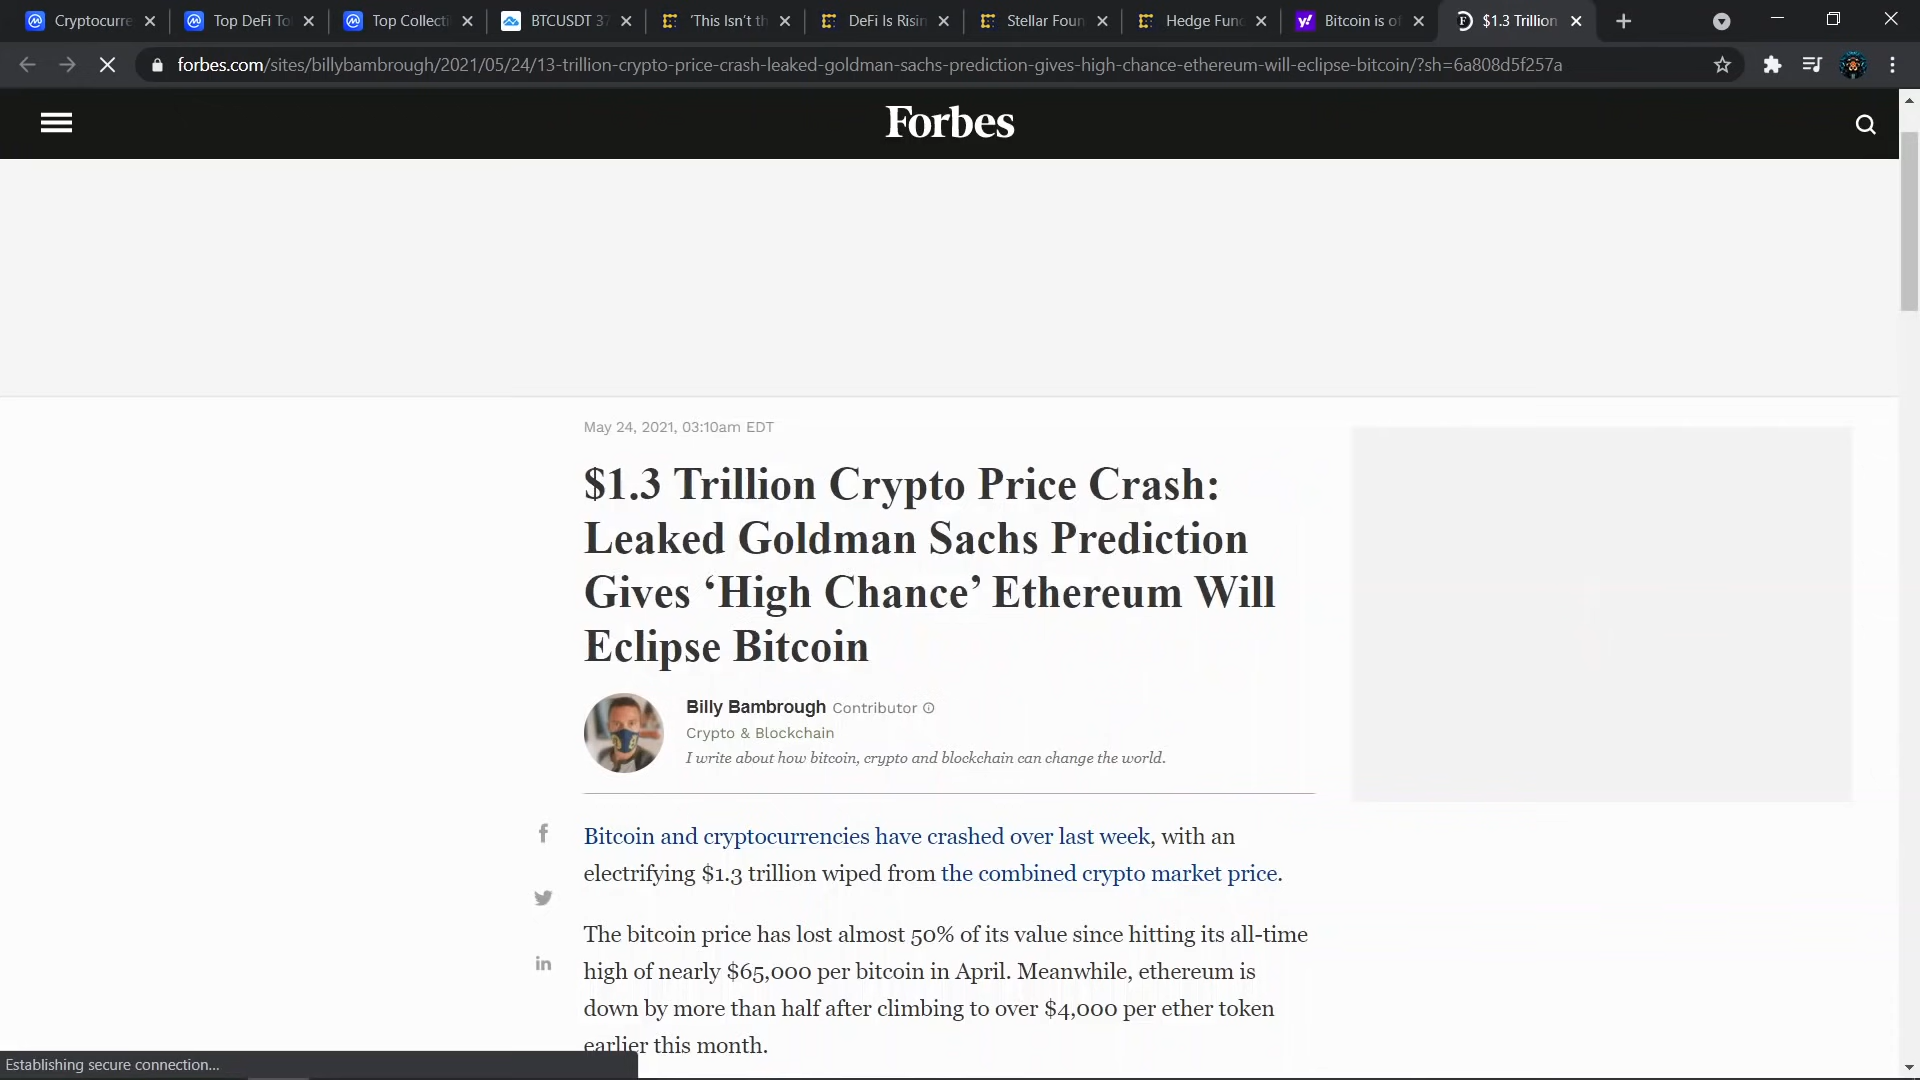 Cryptocurre
Top DeFi To
Top Collecti
BTCUSDT 37
'This Isn't th
DeFi Is Risin
Stellar Foun
Hedge Fund
Bitcoin is of
$1.3 Trillion
forbes.com/sites/billybambrough/2021/05/24/13-trillion-crypto-price-crash-leaked-goldman-sachs-prediction-gives-high-chance-ethereum-will-eclipse-bitcoin/?sh=6a808d5f257a
Forbes
May 24, 2021, 03:10am EDT
$1.3 Trillion Crypto Price Crash:
Leaked Goldman Sachs Prediction
Gives ‘High Chance’ Ethereum Will
Eclipse Bitcoin
Billy Bambrough Contributor
Crypto & Blockchain
I write about how bitcoin, crypto and blockchain can change the world.
Bitcoin and cryptocurrencies have crashed over last week, with an
electrifying $1.3 trillion wiped from the combined crypto market price.
The bitcoin price has lost almost 50% of its value since hitting its all-time
high of nearly $65,000 per bitcoin in April. Meanwhile, ethereum is
down by more than half after climbing to over $4,000 per ether token
earlier this month.
Establishing secure connection...